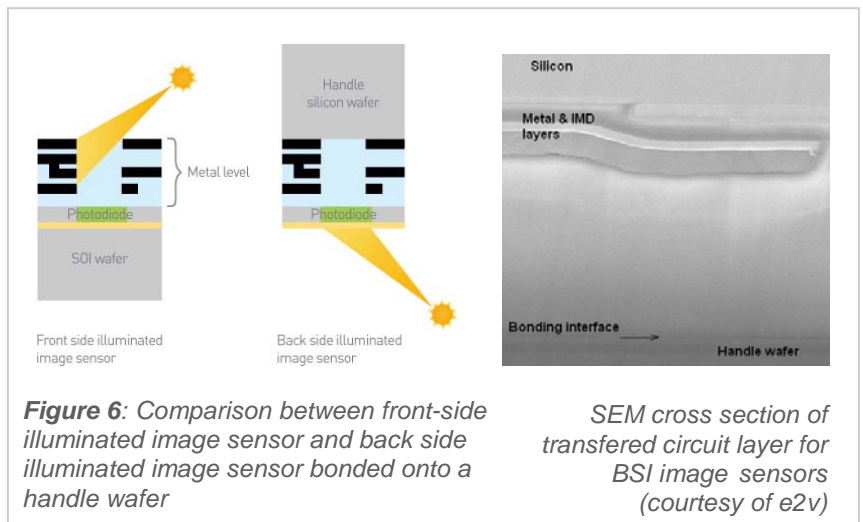 Handle
silicon wafer
Metal level
Photodiode
Photodiode
SOI wafer
Front side illuminated
image sensor
Back side illuminated
image sensor
Silicon
Metal & IMD
layers
Bonding interface
Handle wafer
Figure 6: Comparison between front-side
illuminated image sensor and back side
illuminated image sensor bonded onto a
handle wafer
SEM cross section of
transfered circuit layer for
BSI image sensors
(courtesy of e2v)